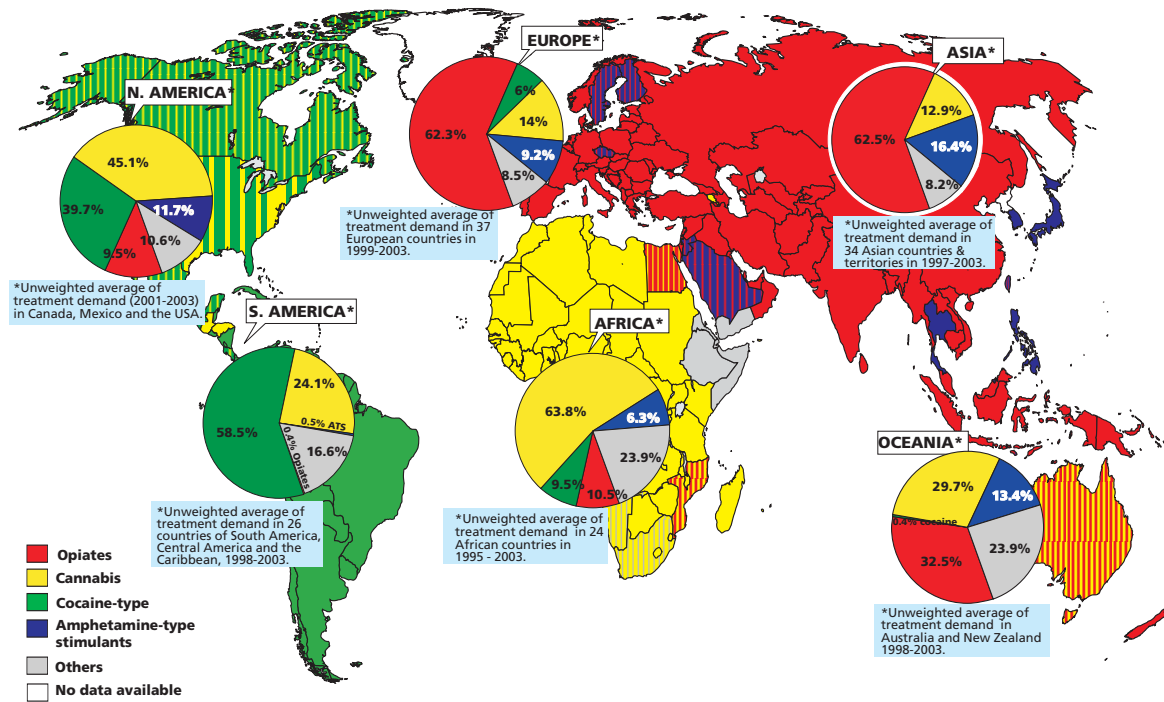 EUROPE*
6%
14%
62.3%
9.2%
8.5%
*Unweighted average of
treatment demand in 37
European countries in
1999-2003.
ASIA*
12.9%
62.5%
16.4%
8.2%
*Unweighted average of
treatment demand in
34 Asian countries &
territories in 1997-2003.
N. AMERICA*
45.1%
39.7%
11.7%
9.5%
10.6%
*Unweighted average of
treatment demand (2001-2003)
in Canada, Mexico and the USA.
S. AMERICA*
24.1%
58.5%
0.5% ATS
0.4% Opiates
16.6%
*Unweighted average of
treatment demand in 26
countries of South America,
Central America and the
Caribbean, 1998-2003.
AFRICA*
63.8%
6.3%
23.9%
9.5%
10.5%
*Unweighted average of
treatment demand in 24
African countries in
1995 - 2003.
OCEANIA*
29.7%
13.4%
0.4% cocaine
32.5%
23.9%
*Unweighted average of
treatment demand in
Australia and New Zealand
1998-2003.
Opiates
Cannabis
Cocaine-type
Amphetamine-type
stimulants
Others
No data available